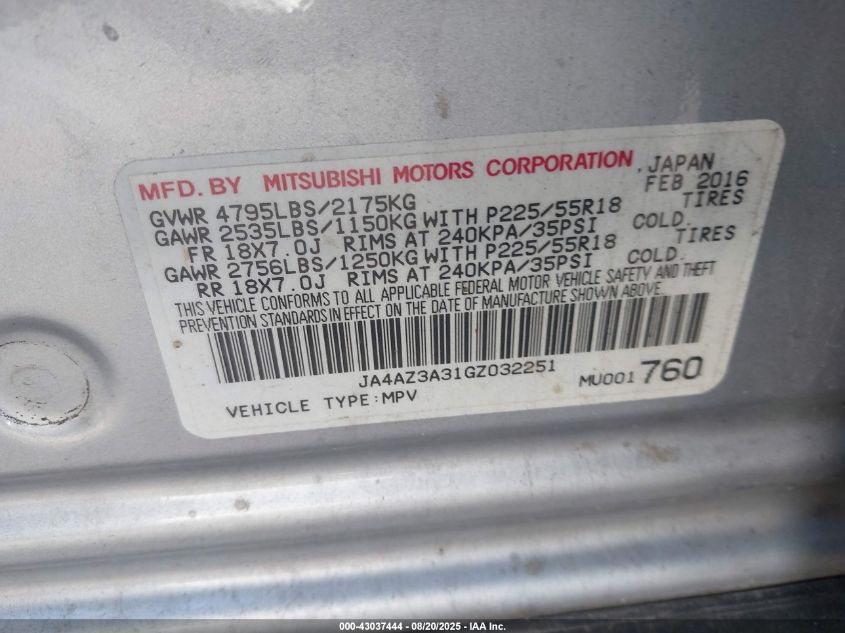 MFD. BY MITSUBISHI MOTORS CORPORATION, JAPAN
FEB 2016
GVWR 4795LBS/2175KG
GAWR 2535LBS/1150KG WITH P225/55R18 TIRES
FR 18X7.0J RIMS AT 240KPA/35PSI COLD.
GAWR 2756LBS/1250KG WITH P225/55R18 TIRES
RR 18X7.0J RIMS AT 240KPA/35PSI COLD.
THIS VEHICLE CONFORMS TO ALL APPLICABLE FEDERAL MOTOR VEHICLE SAFETY AND THEFT
PREVENTION STANDARDS IN EFFECT ON THE DATE OF MANUFACTURE SHOWN ABOVE.
JA4AZ3A31GZ032251
MU001 760
VEHICLE TYPE:MPV
000-43037444 - 08/20/2025 - IAA Inc.